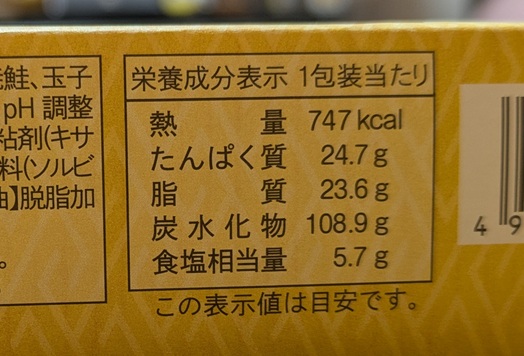 鮭、玉子
pH 調整
粘剤(キサ
料(ソルビ
油】脱脂加
。
栄養成分表示 1包装当たり
熱量 747 kcal
たんぱく質 24.7 g
脂質 23.6 g
炭水化物 108.9 g
食塩相当量 5.7 g
この表示値は目安です。
4 9